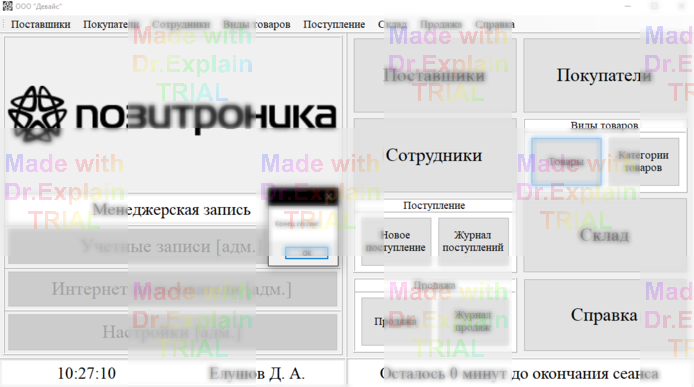 ООО "Девайс"
Поставщики Покупатели Сотрудники Виды товаров Поступление Склад Продажа Справка
позитроника
Менеджерская запись
Учетные записи [адм.]
Интернет [адм.]
Настройки [адм.]
OK
Поставщики
Покупатели
Сотрудники
Виды товаров
Товары
Категории
товаров
Поступление
Новое
поступление
Журнал
поступлений
Склад
Продажи
Продажа
Журнал
продаж
Справка
10:27:10
Елушов Д. А.
Осталось 0 минут до окончания сеанса
Made with
Dr.Explain
TRIAL
Made with
Dr.Explain
TRIAL
Made with
Dr.Explain
TRIAL
Made with
Dr.Explain
TRIAL
Made with
Dr.Explain
TRIAL
Made with
Dr.Explain
TRIAL
Made with
Dr.Explain
TRIAL
Made with
Dr.Explain
TRIAL
Made with
Dr.Explain
TRIAL